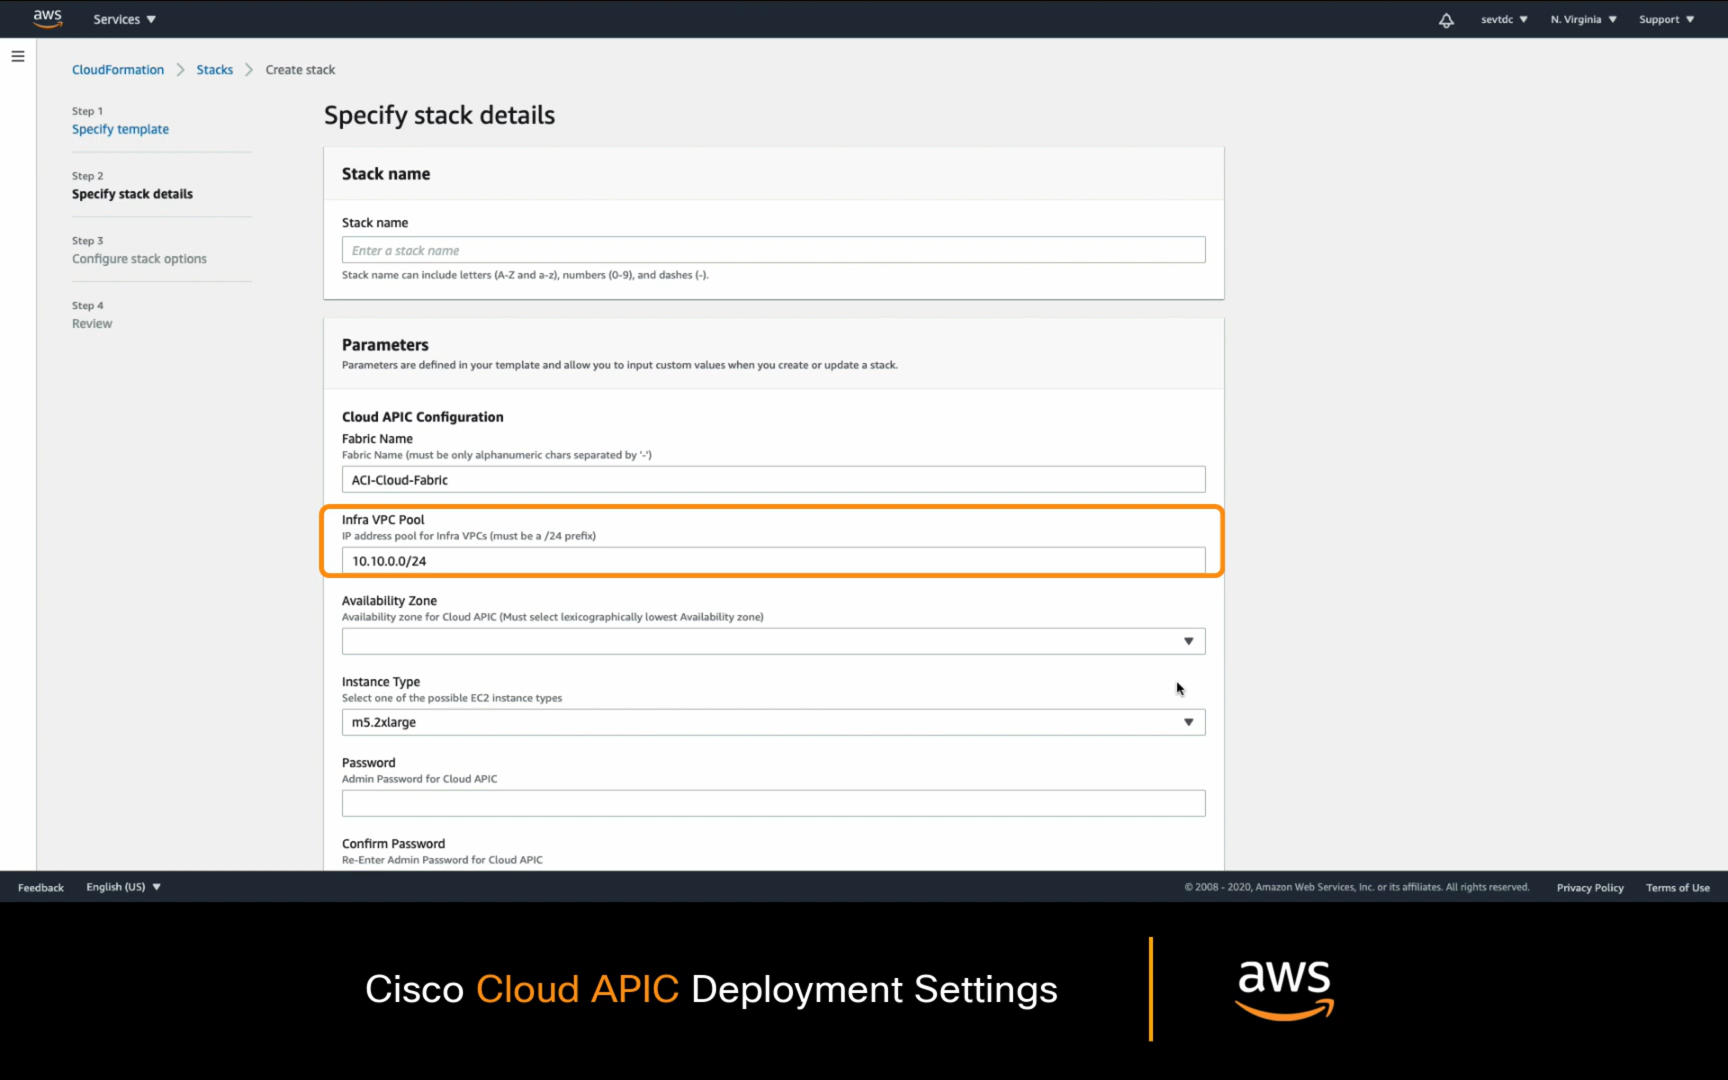 aws
Services
sevtdc
N. Virginia
Support
CloudFormation
Stacks
Create stack
Step 1
Specify template
Step 2
Specify stack details
Step 3
Configure stack options
Step 4
Review
Specify stack details
Stack name
Stack name
Enter a stack name
Stack name can include letters (A-Z and a-z), numbers (0-9), and dashes (-).
Parameters
Parameters are defined in your template and allow you to input custom values when you create or update a stack.
Cloud APIC Configuration
Fabric Name
Fabric Name (must be only alphanumeric chars separated by '-')
ACI-Cloud-Fabric
Infra VPC Pool
IP address pool for Infra VPCs (must be a /24 prefix)
10.10.0.0/24
Availability Zone
Availability zone for Cloud APIC (Must select lexicographically lowest Availability zone)
Instance Type
Select one of the possible EC2 instance types
m5.2xlarge
Password
Admin Password for Cloud APIC
Confirm Password
Re-Enter Admin Password for Cloud APIC
Feedback
English (US)
© 2008 - 2020, Amazon Web Services, Inc. or its affiliates. All rights reserved.
Privacy Policy
Terms of Use
Cisco Cloud APIC Deployment Settings
aws